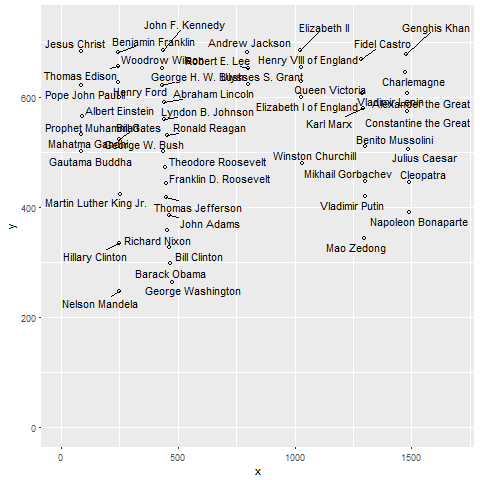 John F. Kennedy
Elizabeth II
Genghis Khan
Jesus Christ
Benjamin Franklin
Andrew Jackson
Fidel Castro
Woodrow Wilson
Robert E. Lee
Henry VIII of England
Thomas Edison
George H. W. Bush
Ulysses S. Grant
Charlemagne
Pope John Paul II
Henry Ford
Abraham Lincoln
Queen Victoria
Vladimir Lenin
Alexander the Great
Albert Einstein
Lyndon B. Johnson
Elizabeth I of England
Karl Marx
Constantine the Great
Prophet Muhammad
Bill Gates
Ronald Reagan
Mahatma Gandhi
George W. Bush
Benito Mussolini
Gautama Buddha
Theodore Roosevelt
Winston Churchill
Julius Caesar
Franklin D. Roosevelt
Mikhail Gorbachev
Cleopatra
Martin Luther King Jr.
Thomas Jefferson
Vladimir Putin
John Adams
Napoleon Bonaparte
Richard Nixon
Mao Zedong
Hillary Clinton
Bill Clinton
Barack Obama
Nelson Mandela
George Washington
600
400
200
0
y
0
500
1000
1500
x